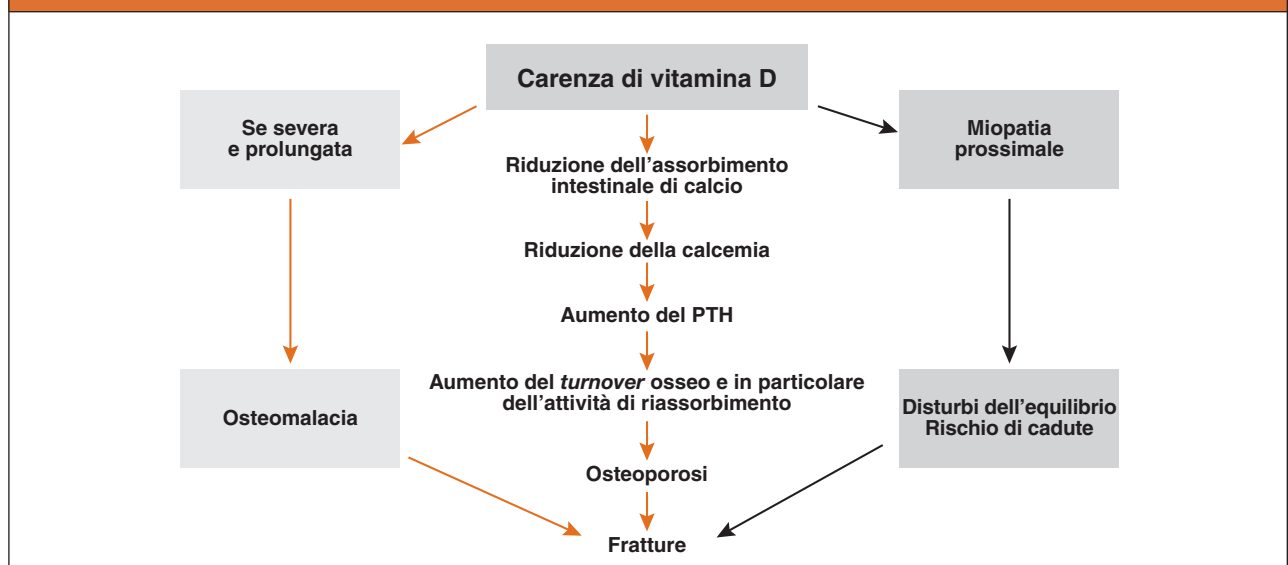 Carenza di vitamina D
Se severa
e prolungata
Miopatia
prossimale
Riduzione dell'assorbimento
intestinale di calcio
Riduzione della calcemia
Aumento del PTH
Aumento del turnover osseo e in particolare
dell'attività di riassorbimento
Osteomalacia
Disturbi dell'equilibrio
Rischio di cadute
Osteoporosi
Fratture